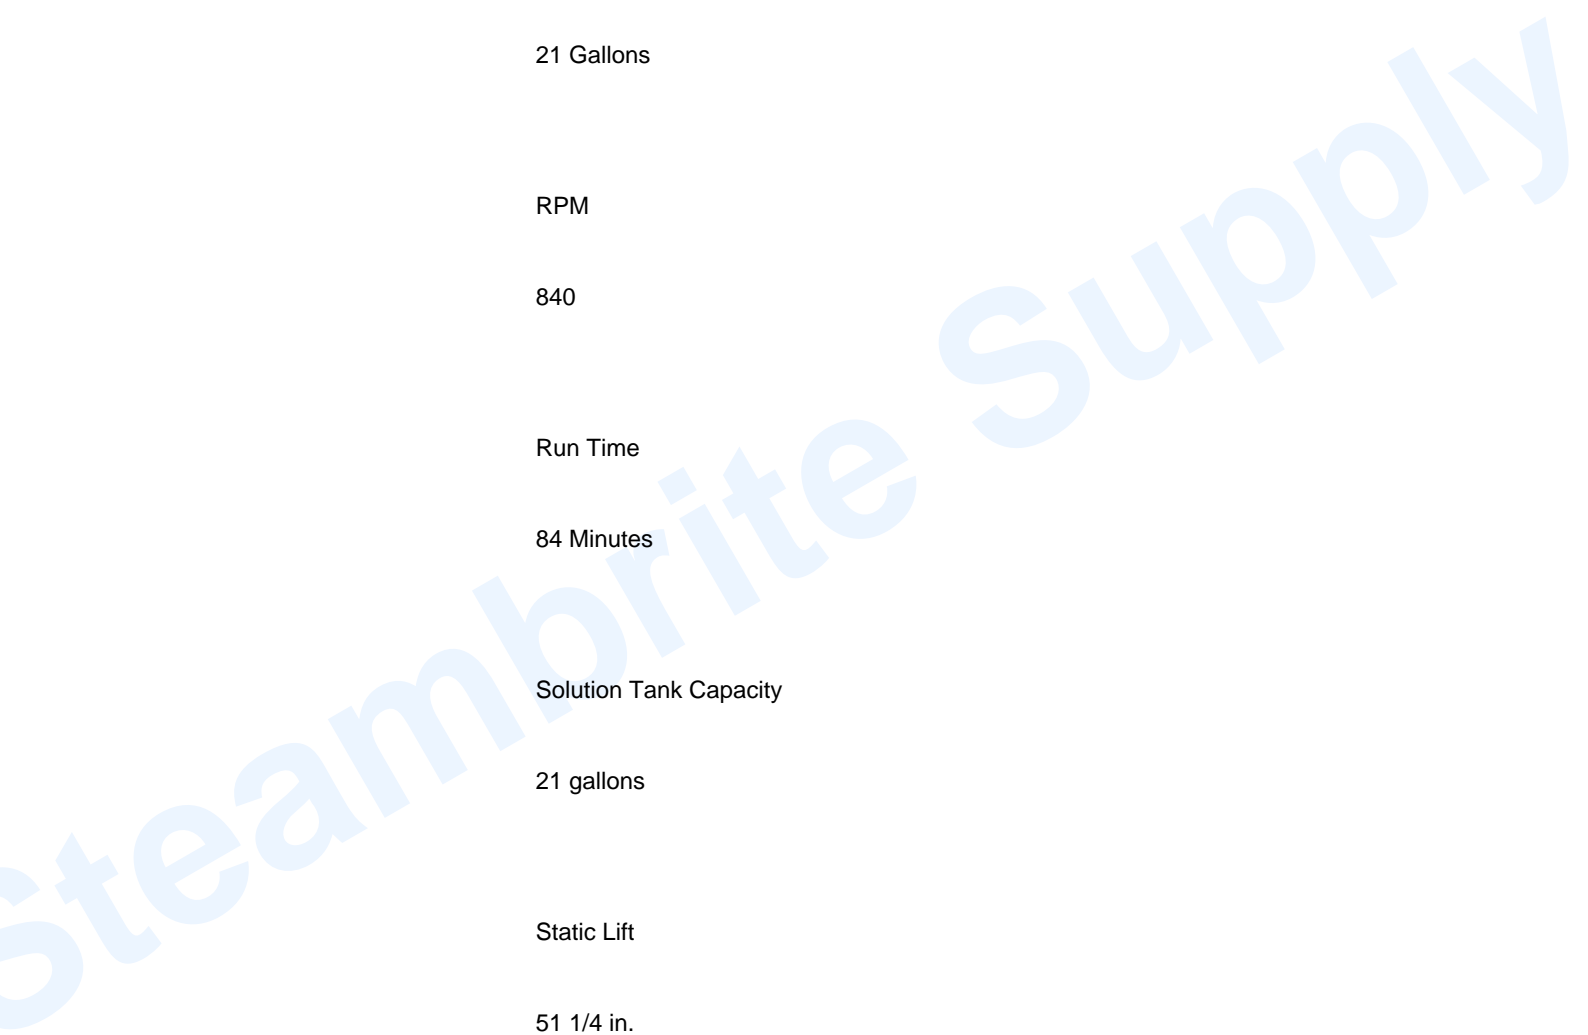 21 Gallons
RPM
840
Run Time
84 Minutes
Solution Tank Capacity
21 gallons
Static Lift
51 1/4 in.
Steambrite Supply